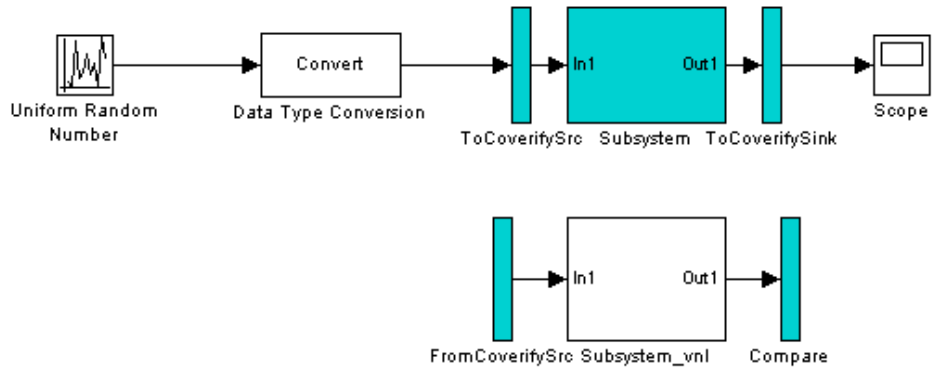 Convert
In1
Out1
Uniform Random
Number
Data Type Conversion
ToCoverifySrc
Subsystem
ToCoverifySink
Scope
In1
Out1
FromCoverifySrc
Subsystem_vnl
Compare